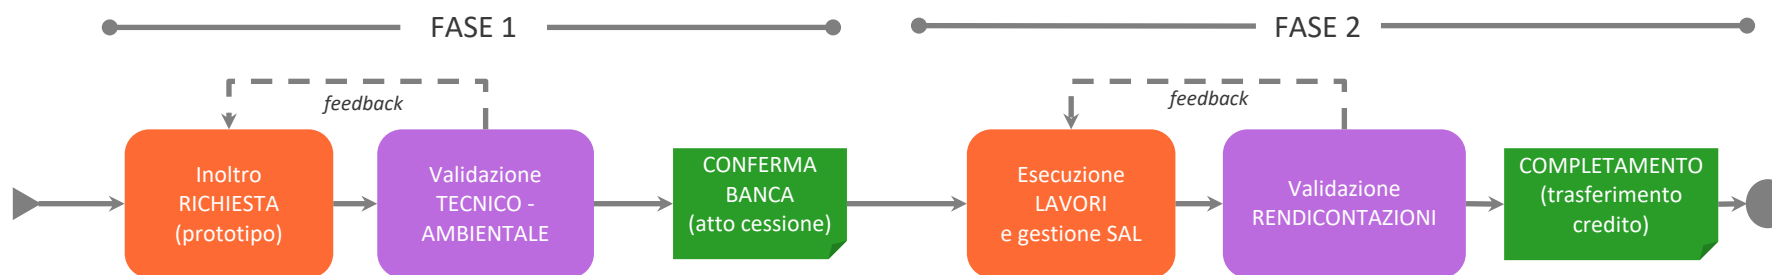 FASE 1
FASE 2
feedback
feedback
Inoltro
RICHIESTA
(prototipo)
Validazione
TECNICO -
AMBIENTALE
CONFERMA
BANCA
(atto cessione)
Esecuzione
LAVORI
e gestione SAL
Validazione
RENDICONTAZIONI
COMPLETAMENTO
(trasferimento
credito)